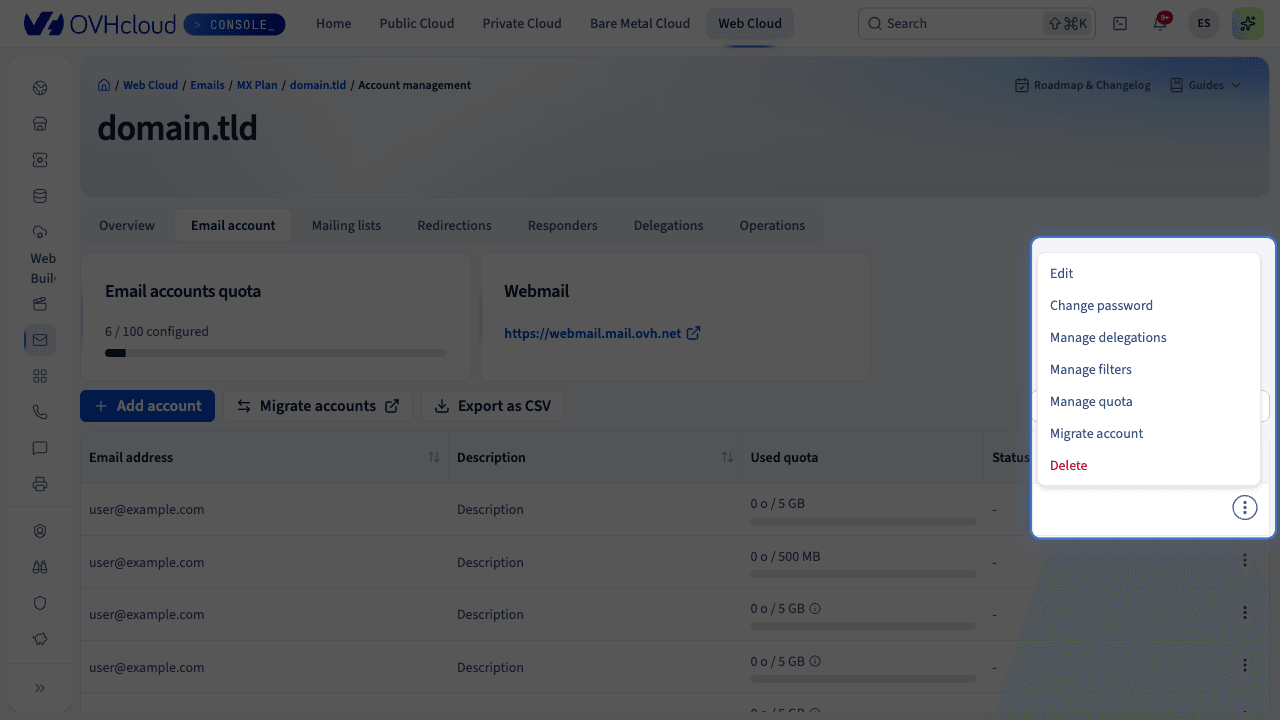 OVHcloud > CONSOLE_ Home Public Cloud Private Cloud Bare Metal Cloud Web Cloud Search ⇧⌘K 9+ ES
/ Web Cloud / Emails / MX Plan / domain.tld / Account management Roadmap & Changelog Guides
domain.tld
Overview Email account Mailing lists Redirections Responders Delegations Operations
Web
Buil
Email accounts quota
6 / 100 configured
Webmail
https://webmail.mail.ovh.net
Edit
Change password
Manage delegations
Manage filters
Manage quota
Migrate account
Delete
+ Add account Migrate accounts Export as CSV
Email address Description Used quota Status
user@example.com Description 0 o / 5 GB -
user@example.com Description 0 o / 500 MB -
user@example.com Description 0 o / 5 GB -
user@example.com Description 0 o / 5 GB -